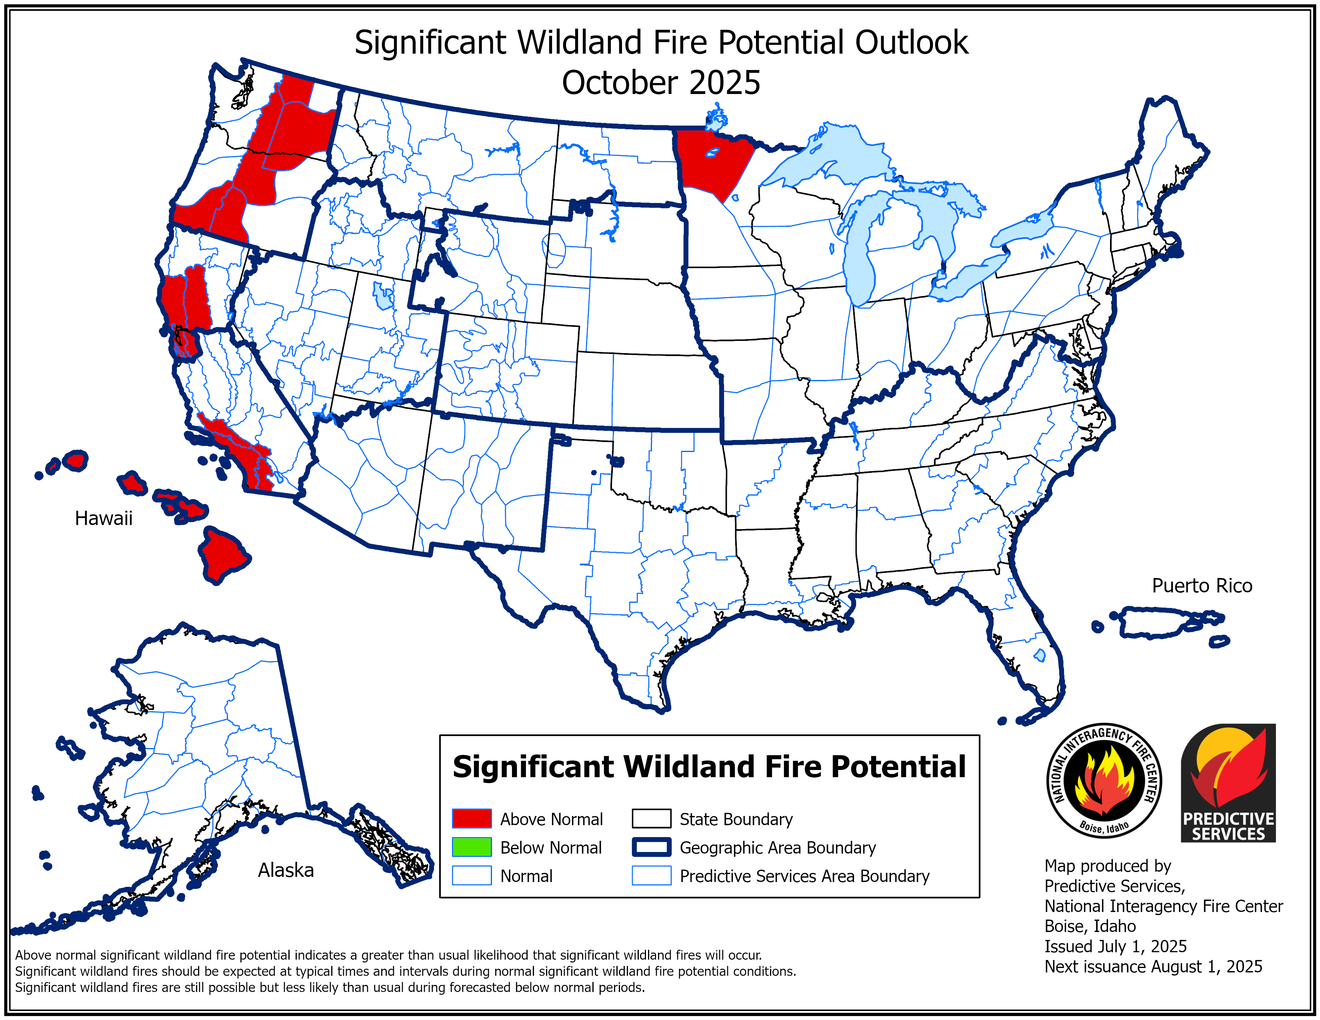 Significant Wildland Fire Potential Outlook
October 2025
Hawaii
Puerto Rico
Alaska
Significant Wildland Fire Potential
Above Normal
Below Normal
Normal
State Boundary
Geographic Area Boundary
Predictive Services Area Boundary
NATIONAL INTERAGENCY FIRE CENTER
Boise, Idaho
PREDICTIVE
SERVICES
Map produced by
Predictive Services,
National Interagency Fire Center
Boise, Idaho
Issued July 1, 2025
Next issuance August 1, 2025
Above normal significant wildland fire potential indicates a greater than usual likelihood that significant wildland fires will occur.
Significant wildland fires should be expected at typical times and intervals during normal significant wildland fire potential conditions.
Significant wildland fires are still possible but less likely than usual during forecasted below normal periods.